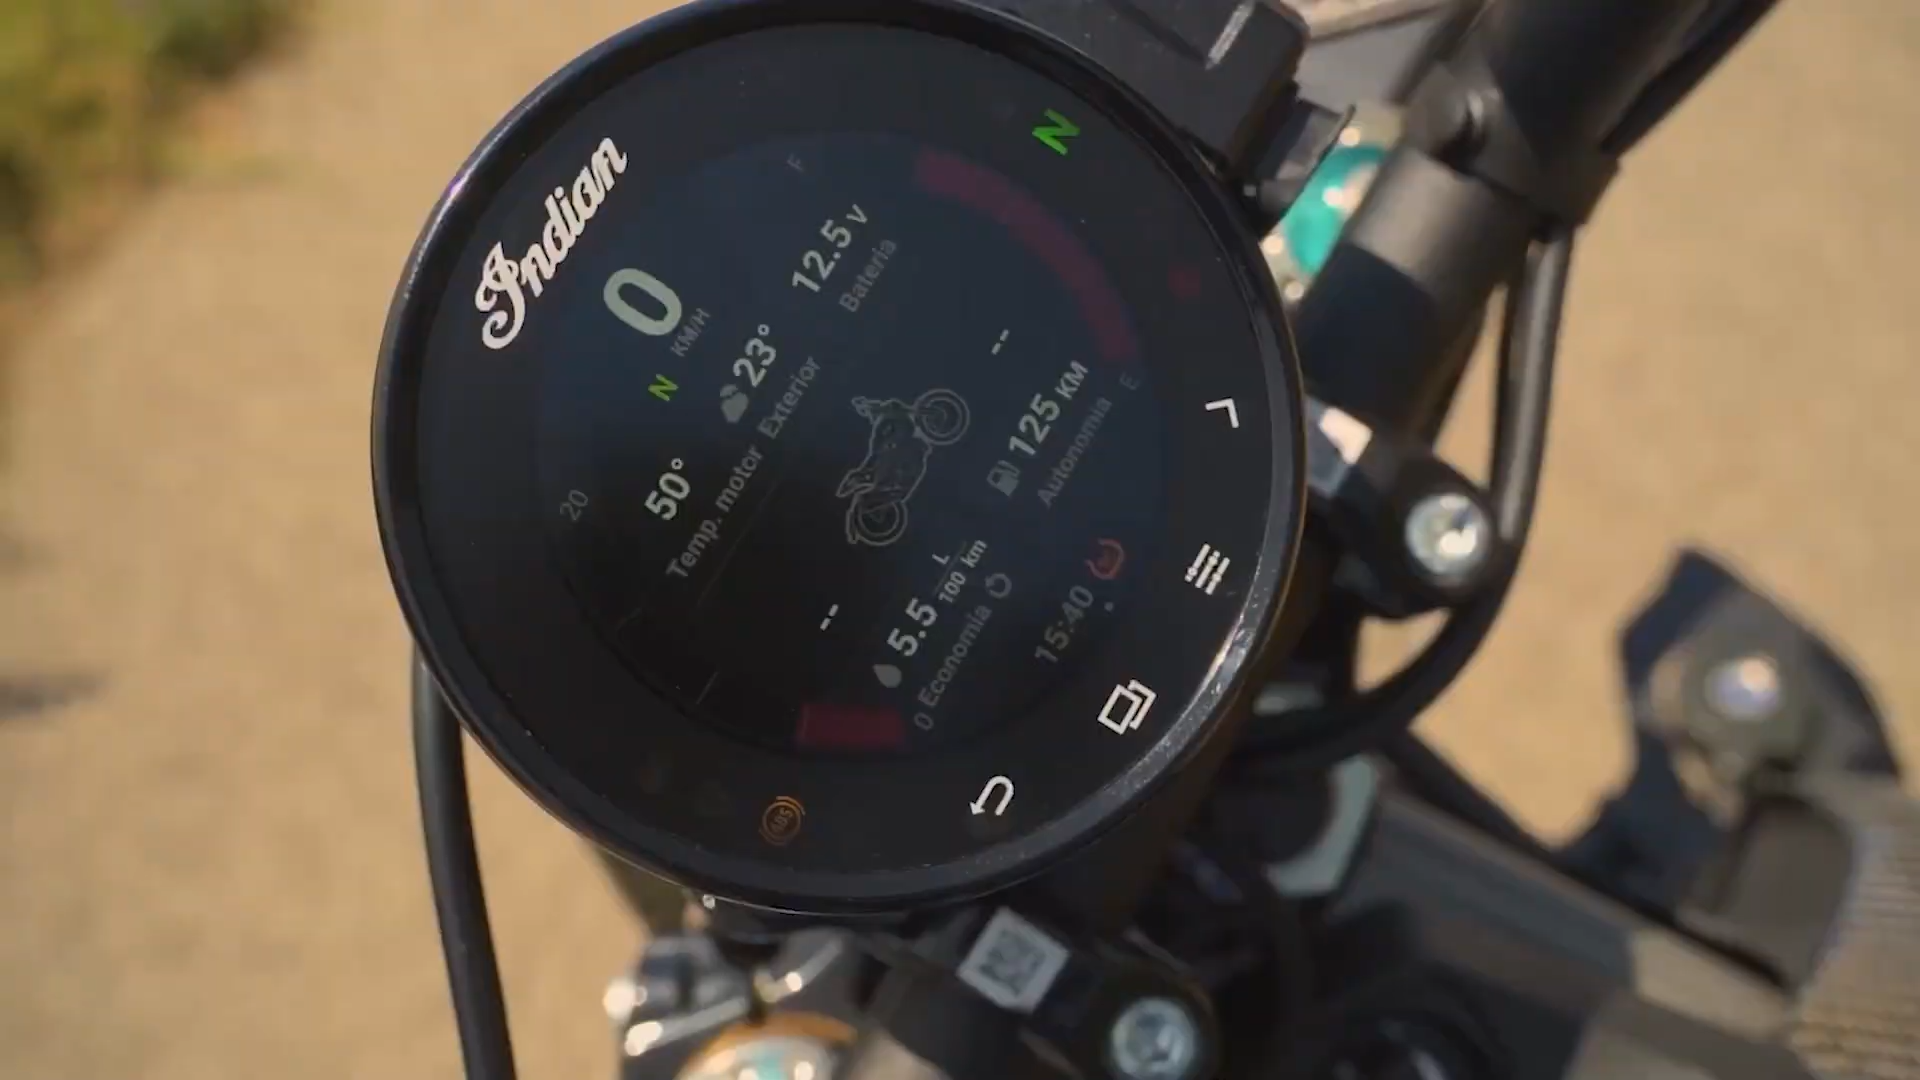 Indian
N
F
0
KM/H
N
12.5 V
Bateria
23°
Exterior
50°
Temp. motor
20
--
125 KM
Autonomia
E
--
5.5 L
100 km
Economia
0
15:40
ABS